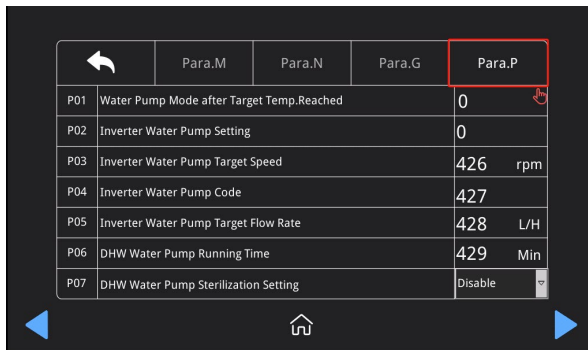 Para.M Para.N Para.G Para.P
P01 Water Pump Mode after Target Temp.Reached 0
P02 Inverter Water Pump Setting 0
P03 Inverter Water Pump Target Speed 426 rpm
P04 Inverter Water Pump Code 427
P05 Inverter Water Pump Target Flow Rate 428 L/H
P06 DHW Water Pump Running Time 429 Min
P07 DHW Water Pump Sterilization Setting Disable